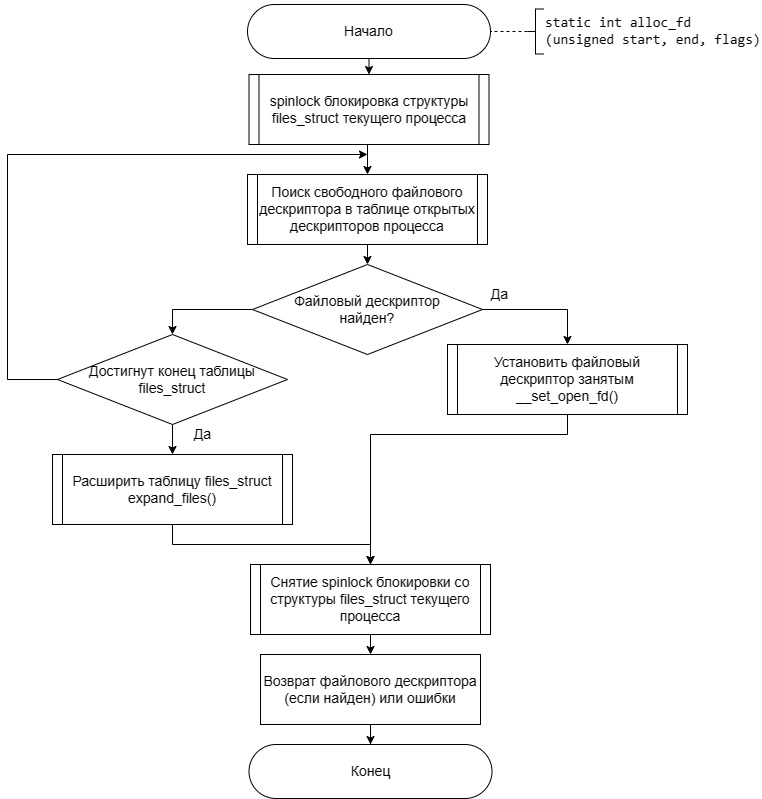 Начало
static int alloc_fd
(unsigned start, end, flags)
spinlock блокировка структуры
files_struct текущего процесса
Поиск свободного файлового
дескриптора в таблице открытых
дескрипторов процесса
Файловый дескриптор
найден?
Да
Достигнут конец таблицы
files_struct
Установить файловый
дескриптор занятым
__set_open_fd()
Да
Расширить таблицу files_struct
expand_files()
Снятие spinlock блокировки со
структуры files_struct текущего
процесса
Возврат файлового дескриптора
(если найден) или ошибки
Конец